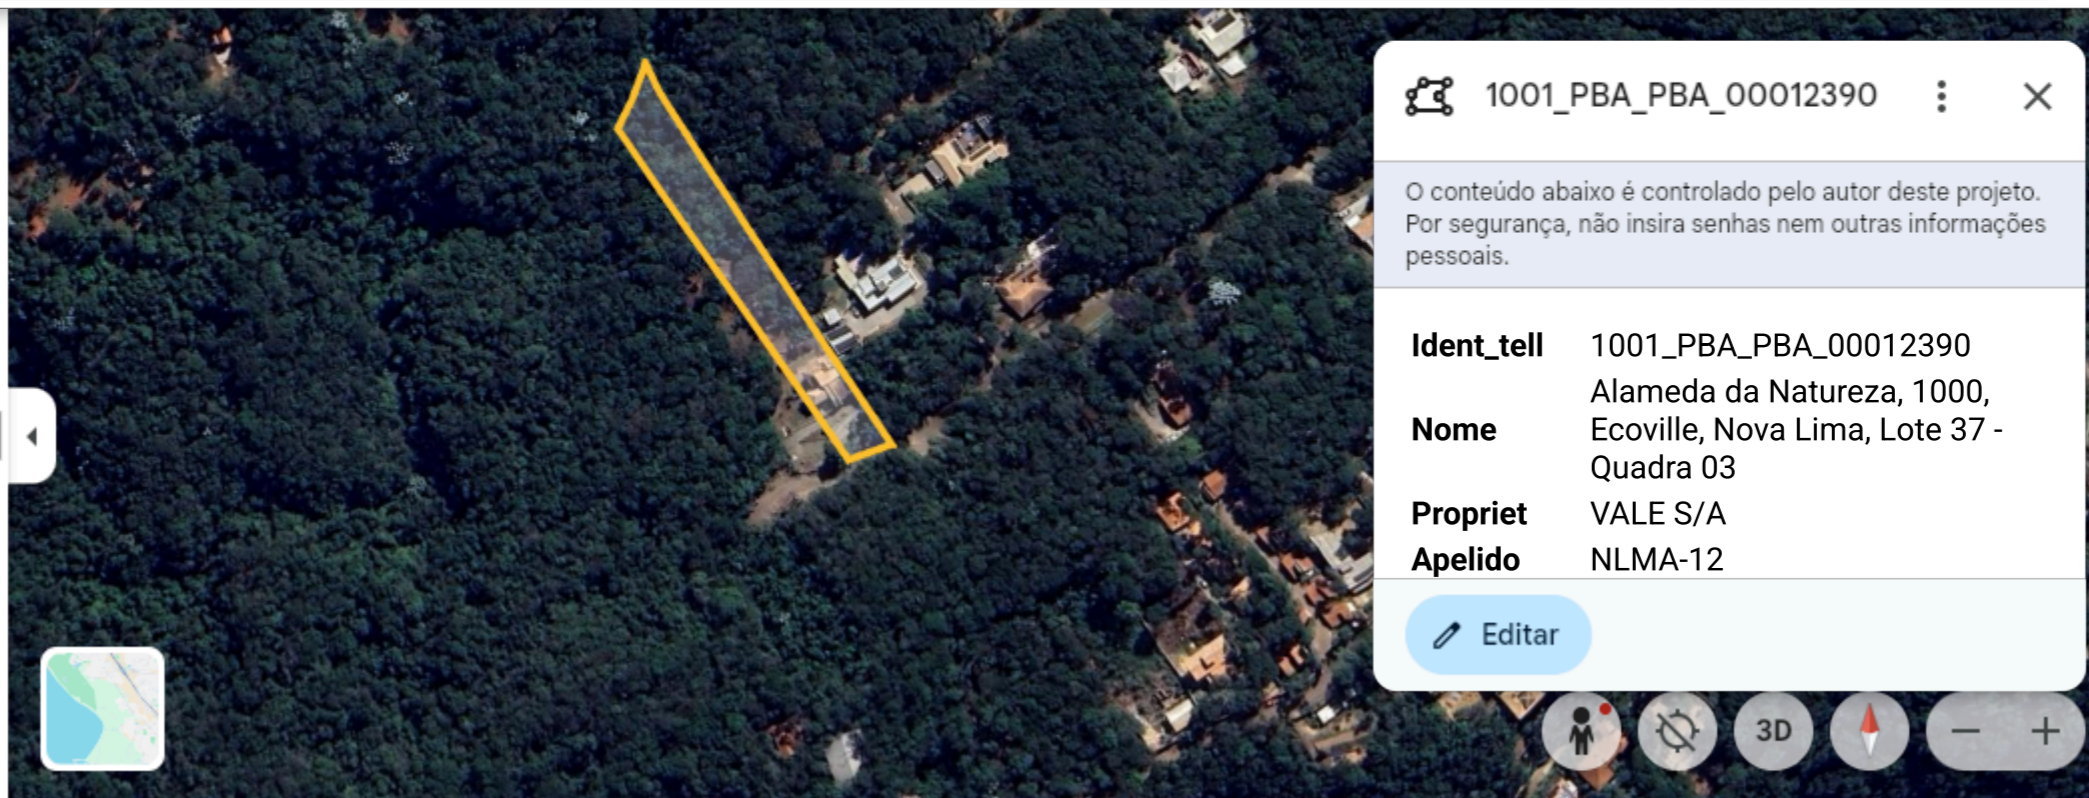 1001_PBA_PBA_00012390
O conteúdo abaixo é controlado pelo autor deste projeto.
Por segurança, não insira senhas nem outras informações
pessoais.
Ident_tell 1001_PBA_PBA_00012390
Alameda da Natureza, 1000,
Nome Ecoville, Nova Lima, Lote 37 -
Quadra 03
Propriet VALE S/A
Apelido NLMA-12
Editar
3D